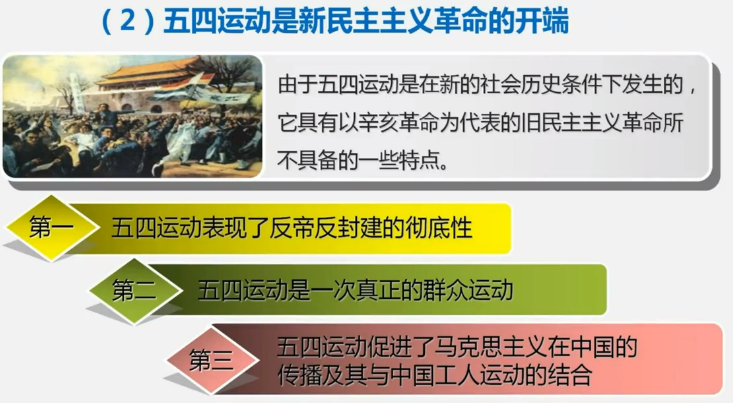 （2）五四运动是新民主主义革命的开端
由于五四运动是在新的社会历史条件下发生的，
它具有以辛亥革命为代表的旧民主主义革命所
不具备的一些特点。
第一
五四运动表现了反帝反封建的彻底性
第二
五四运动是一次真正的群众运动
第三
五四运动促进了马克思主义在中国的
传播及其与中国工人运动的结合